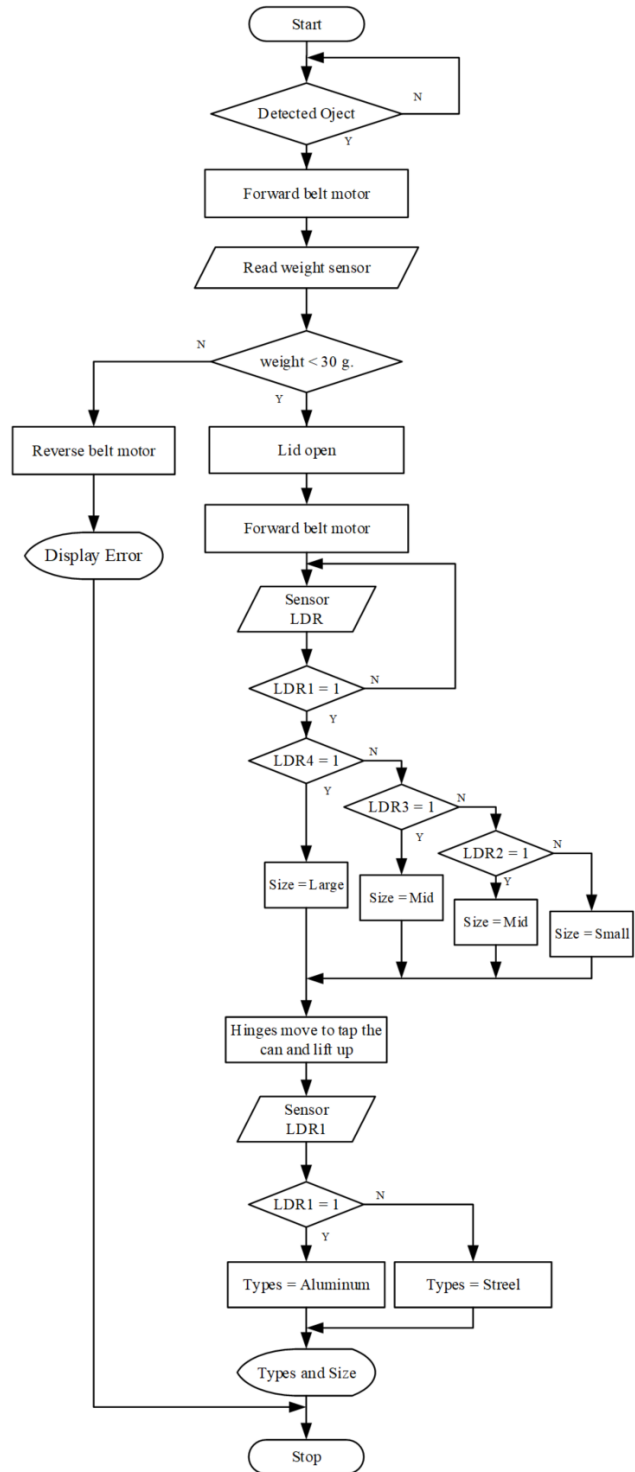 Start
Detected Oject
N
Y
Forward belt motor
Read weight sensor
N
weight < 30 g.
Y
Reverse belt motor
Lid open
Forward belt motor
Display Error
Sensor
LDR
LDR1 = 1
N
Y
LDR4 = 1
N
Y
LDR3 = 1
N
Y
LDR2 = 1
N
Y
Size = Large
Size = Mid
Size = Mid
Size = Small
Hinges move to tap the
can and lift up
Sensor
LDR1
LDR1 = 1
N
Y
Types = Aluminum
Types = Streel
Types and Size
Stop